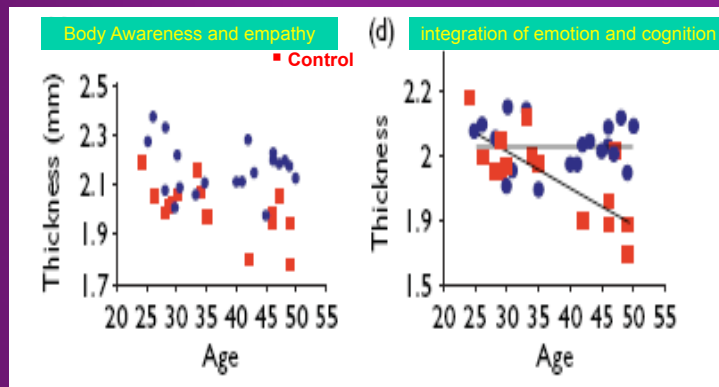 Body Awareness and empathy
Control
Thickness (mm)
2.5
2.3
2.1
1.9
1.7
20 25 30 35 40 45 50 55
Age
(d)
integration of emotion and cognition
Thickness
2.2
2
1.9
1.5
20 25 30 35 40 45 50 55
Age